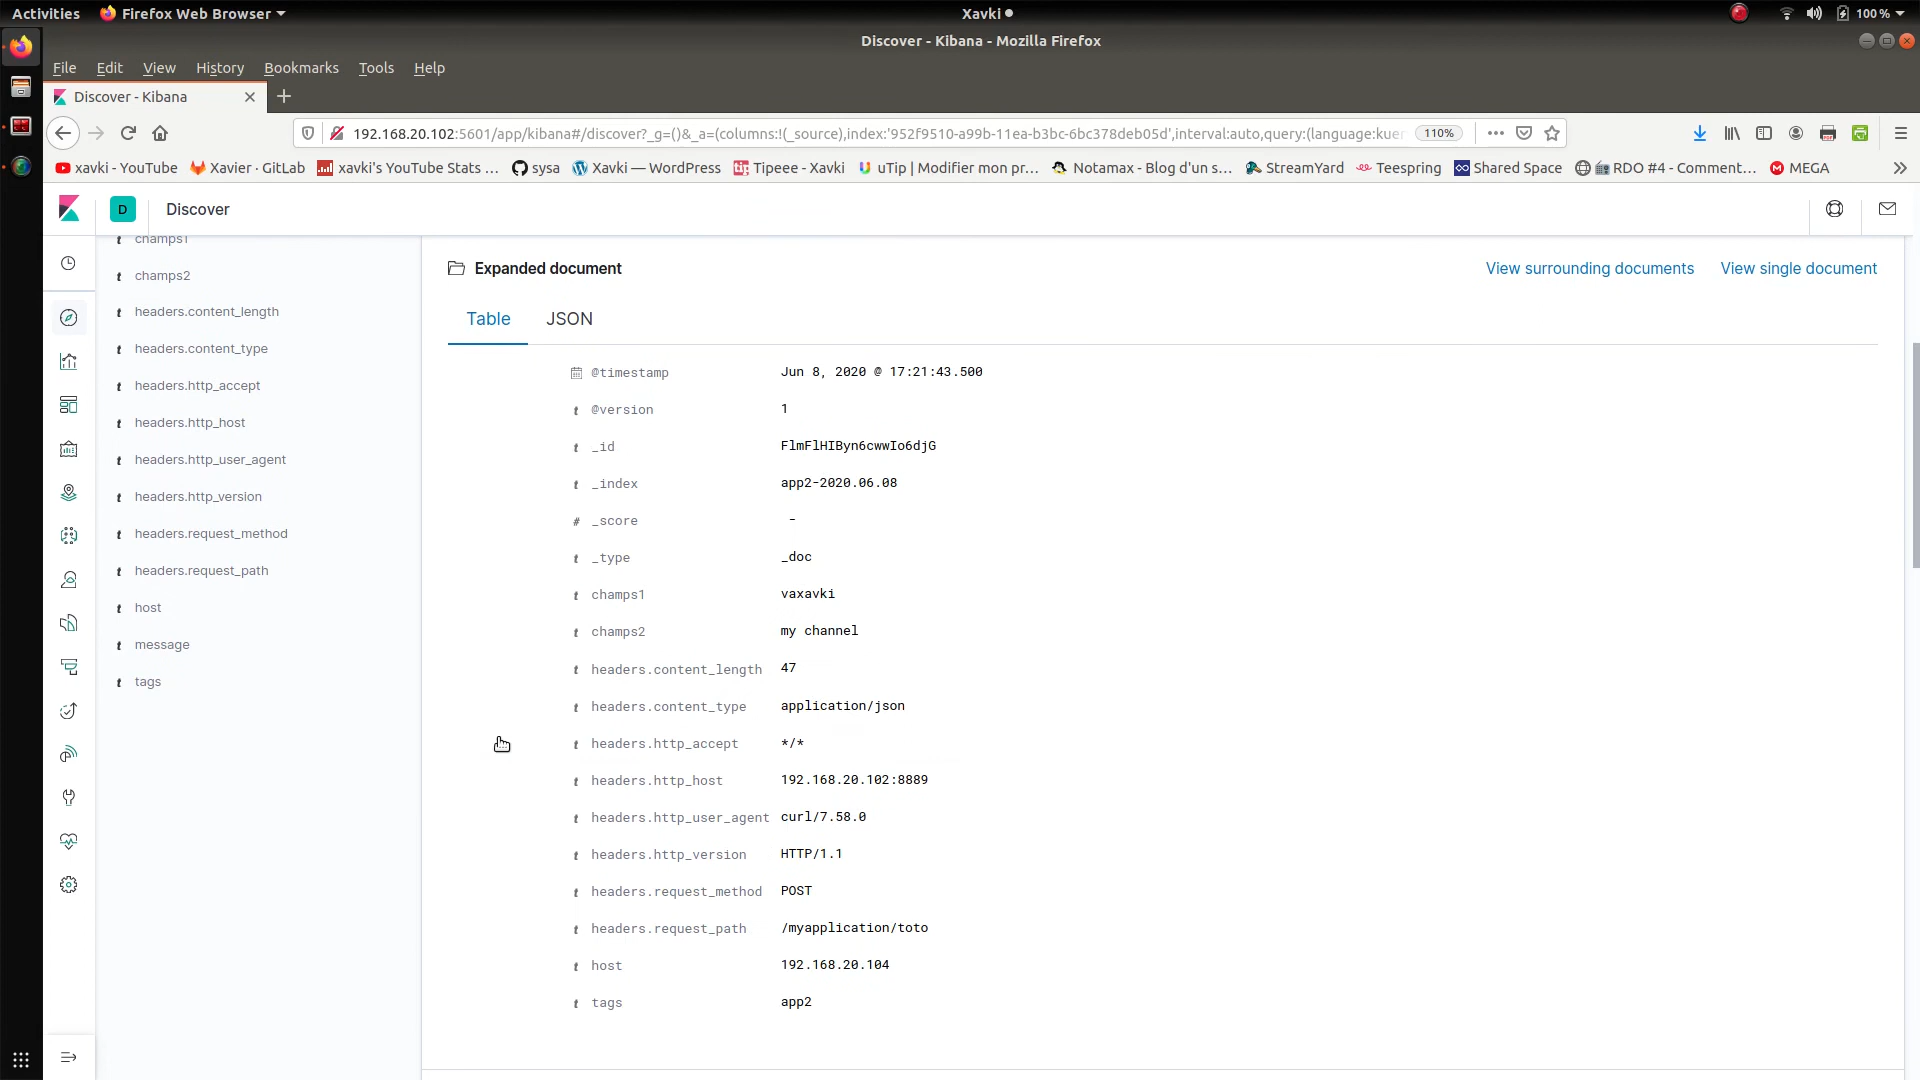 Activities Firefox Web Browser Xavki 100 %
Discover - Kibana - Mozilla Firefox
File Edit View History Bookmarks Tools Help
Discover - Kibana
192.168.20.102:5601/app/kibana#/discover?_g=()&_a=(columns:!(_source),index:'952f9510-a99b-11ea-b3bc-6bc378deb05d',interval:auto,query:(language:kuer 110%
xavki - YouTube Xavier · GitLab xavki's YouTube Stats … sysa Xavki — WordPress Tipeee - Xavki uTip | Modifier mon pr… Notamax - Blog d'un s… StreamYard Teespring Shared Space RDO #4 - Comment… MEGA
D Discover
t champs1
t champs2
t headers.content_length
t headers.content_type
t headers.http_accept
t headers.http_host
t headers.http_user_agent
t headers.http_version
t headers.request_method
t headers.request_path
t host
t message
t tags
Expanded document View surrounding documents View single document
Table JSON
@timestamp Jun 8, 2020 @ 17:21:43.500
t @version 1
t _id FlmFlHIByn6cwwIo6djG
t _index app2-2020.06.08
# _score -
t _type _doc
t champs1 vaxavki
t champs2 my channel
t headers.content_length 47
t headers.content_type application/json
t headers.http_accept */*
t headers.http_host 192.168.20.102:8889
t headers.http_user_agent curl/7.58.0
t headers.http_version HTTP/1.1
t headers.request_method POST
t headers.request_path /myapplication/toto
t host 192.168.20.104
t tags app2